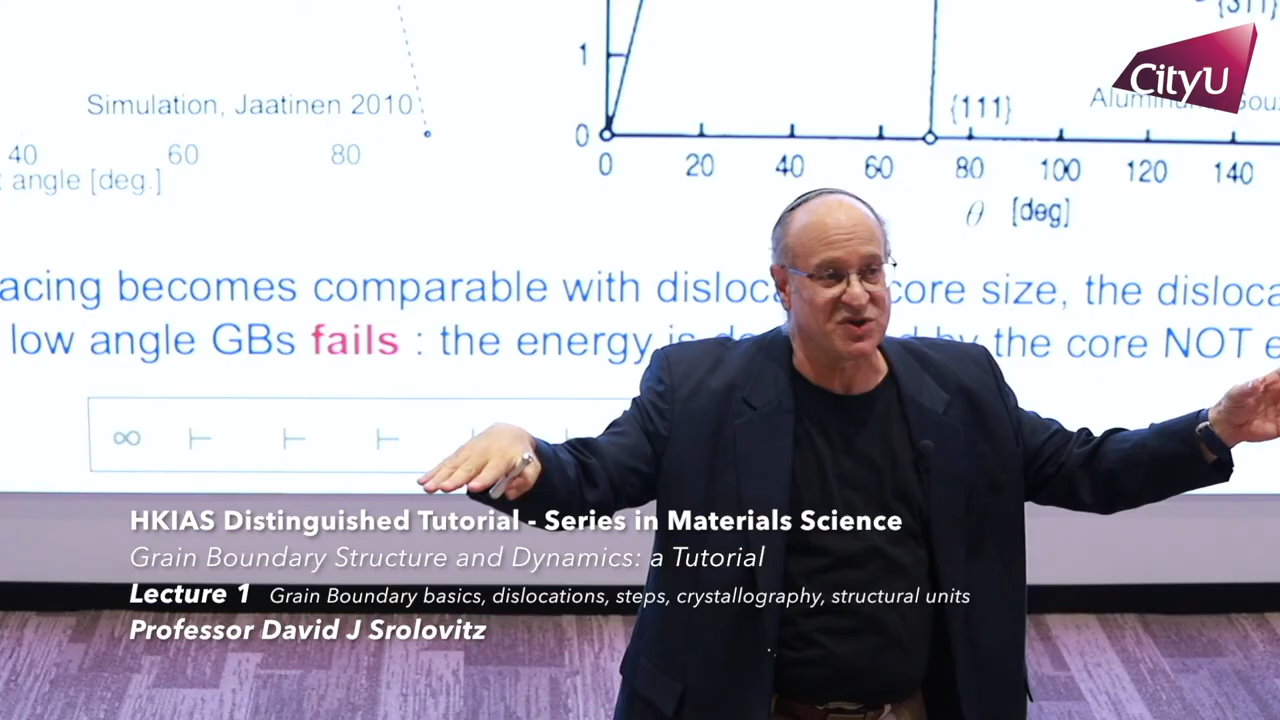 {311}
CityU
1
Simulation, Jaatinen 2010
{111}
0
40 60 80
0 20 40 60 80 100 120 140
angle [deg.]
θ [deg]
becomes comparable with core size, the
low angle GBs fails : the energy is by the core NOT
∞ ⊢ ⊢ ⊢
HKIAS Distinguished Tutorial - Series in Materials Science
Grain Boundary Structure and Dynamics: a Tutorial
Lecture 1 Grain Boundary basics, dislocations, steps, crystallography, structural units
Professor David J Srolovitz